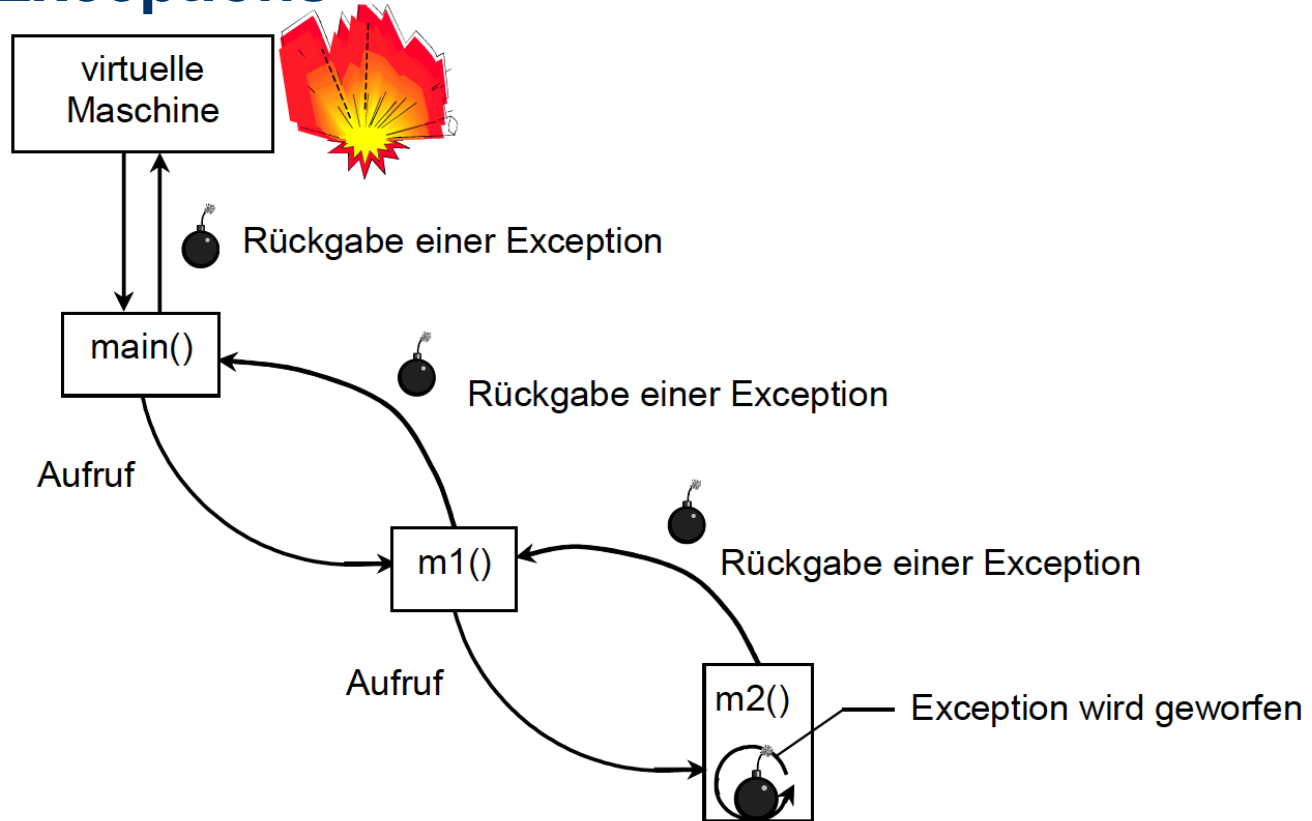 virtuelle
Maschine
Rückgabe einer Exception
main()
Rückgabe einer Exception
Aufruf
m1()
Rückgabe einer Exception
Aufruf
m2()
Exception wird geworfen